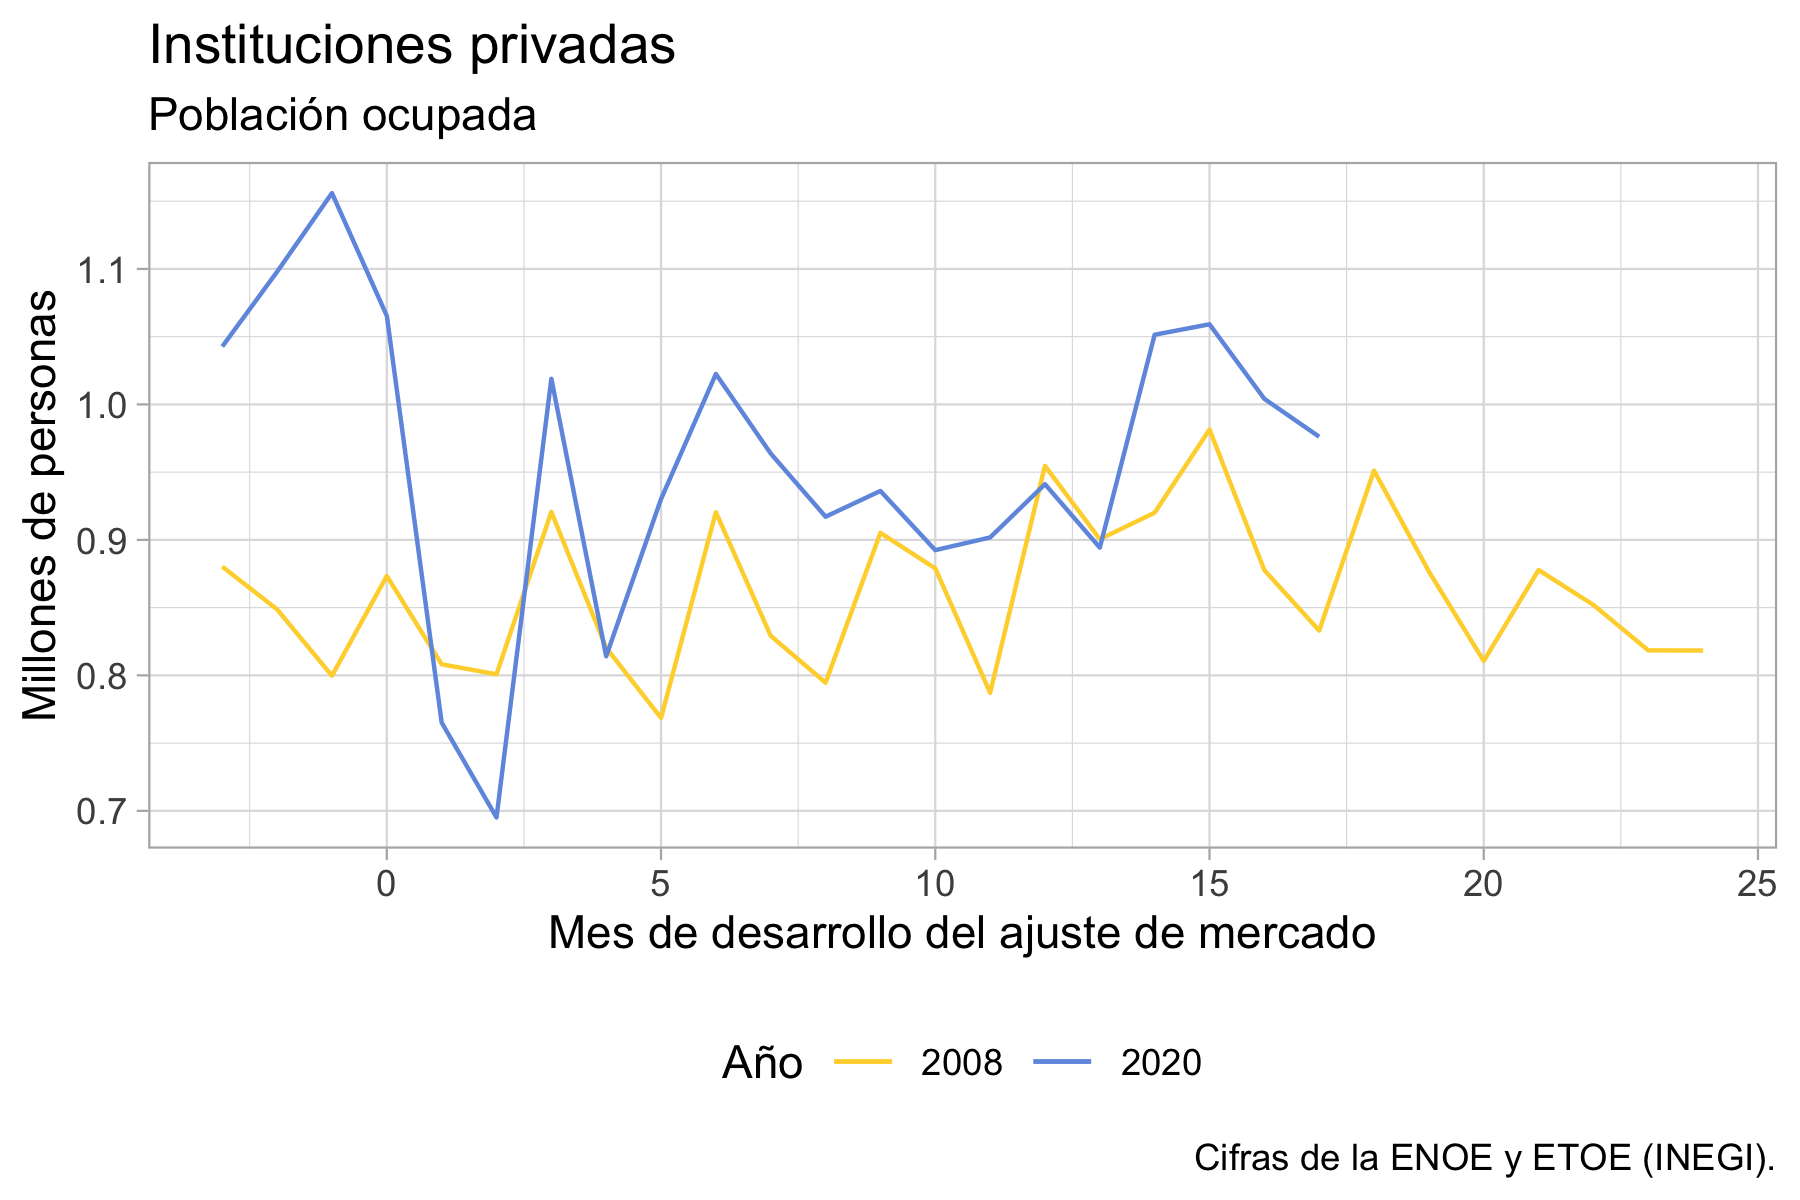 Instituciones privadas
Población ocupada
Millones de personas
1.1
1.0
0.9
0.8
0.7
0 5 10 15 20 25
Mes de desarrollo del ajuste de mercado
Año 2008 2020
Cifras de la ENOE y ETOE (INEGI).